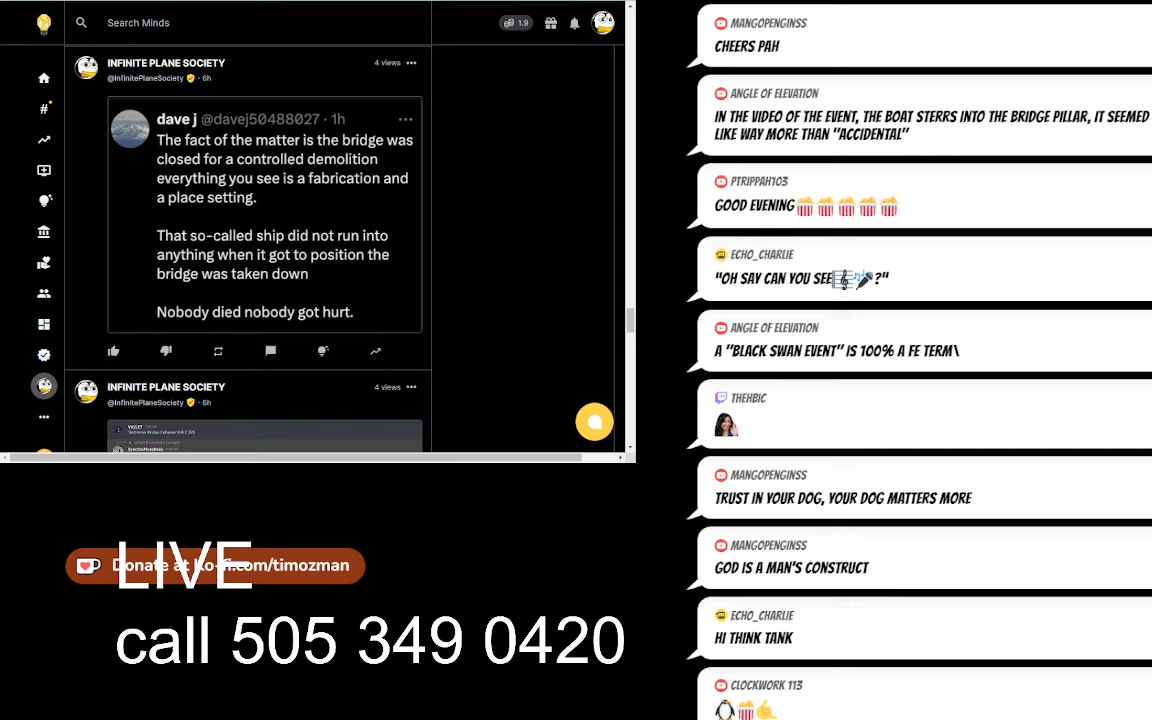 Search Minds
1.9
INFINITE PLANE SOCIETY
4 views
@InfinitePlaneSociety · 6h
dave j @davej50488027 · 1h
The fact of the matter is the bridge was
closed for a controlled demolition
everything you see is a fabrication and
a place setting.
That so-called ship did not run into
anything when it got to position the
bridge was taken down
Nobody died nobody got hurt.
INFINITE PLANE SOCIETY
4 views
@InfinitePlaneSociety · 6h
VIOLET
Donate at ko-fi.com/timozman
LIVE
call 505 349 0420
MANGOPENGINSS
CHEERS PAH
ANGLE OF ELEVATION
IN THE VIDEO OF THE EVENT, THE BOAT STERRS INTO THE BRIDGE PILLAR, IT SEEMED
LIKE WAY MORE THAN "ACCIDENTAL"
PTRIPPAH103
GOOD EVENING
ECHO_CHARLIE
"OH SAY CAN YOU SEE ?"
ANGLE OF ELEVATION
A "BLACK SWAN EVENT" IS 100% A FE TERM\
THEHBIC
MANGOPENGINSS
TRUST IN YOUR DOG, YOUR DOG MATTERS MORE
MANGOPENGINSS
GOD IS A MAN'S CONSTRUCT
ECHO_CHARLIE
HI THINK TANK
CLOCKWORK 113